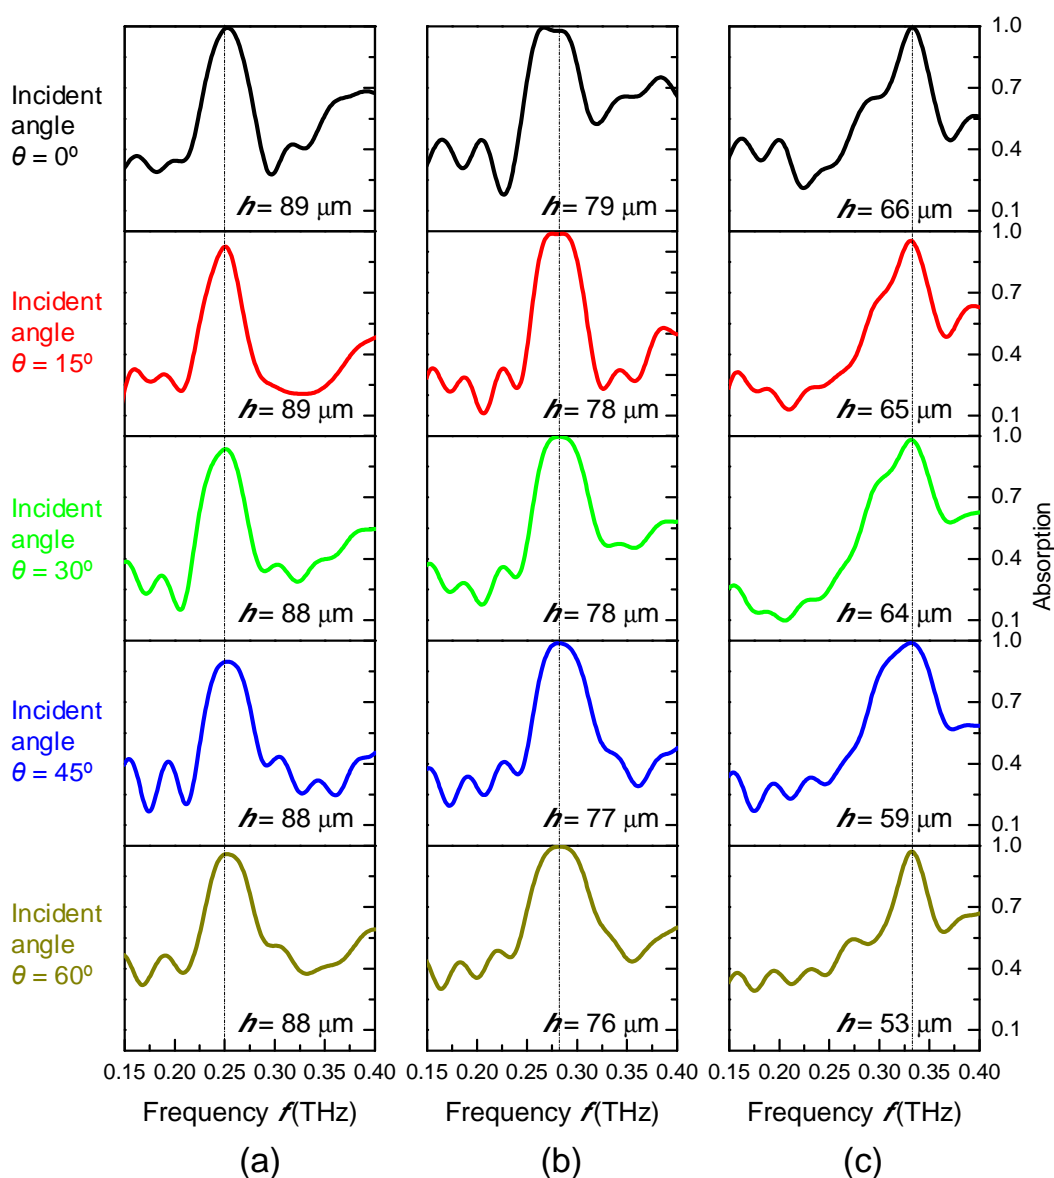 Incident
angle
θ = 0º
h = 89 μm
h = 79 μm
h = 66 μm
1.0
0.7
0.4
0.1
Incident
angle
θ = 15º
h = 89 μm
h = 78 μm
h = 65 μm
1.0
0.7
0.4
0.1
Incident
angle
θ = 30º
h = 88 μm
h = 78 μm
h = 64 μm
1.0
0.7
0.4
0.1
Absorption
Incident
angle
θ = 45º
h = 88 μm
h = 77 μm
h = 59 μm
1.0
0.7
0.4
0.1
Incident
angle
θ = 60º
h = 88 μm
h = 76 μm
h = 53 μm
1.0
0.7
0.4
0.1
0.15 0.20 0.25 0.30 0.35 0.40
0.15 0.20 0.25 0.30 0.35 0.40
0.15 0.20 0.25 0.30 0.35 0.40
Frequency f(THz)
Frequency f(THz)
Frequency f(THz)
(a)
(b)
(c)